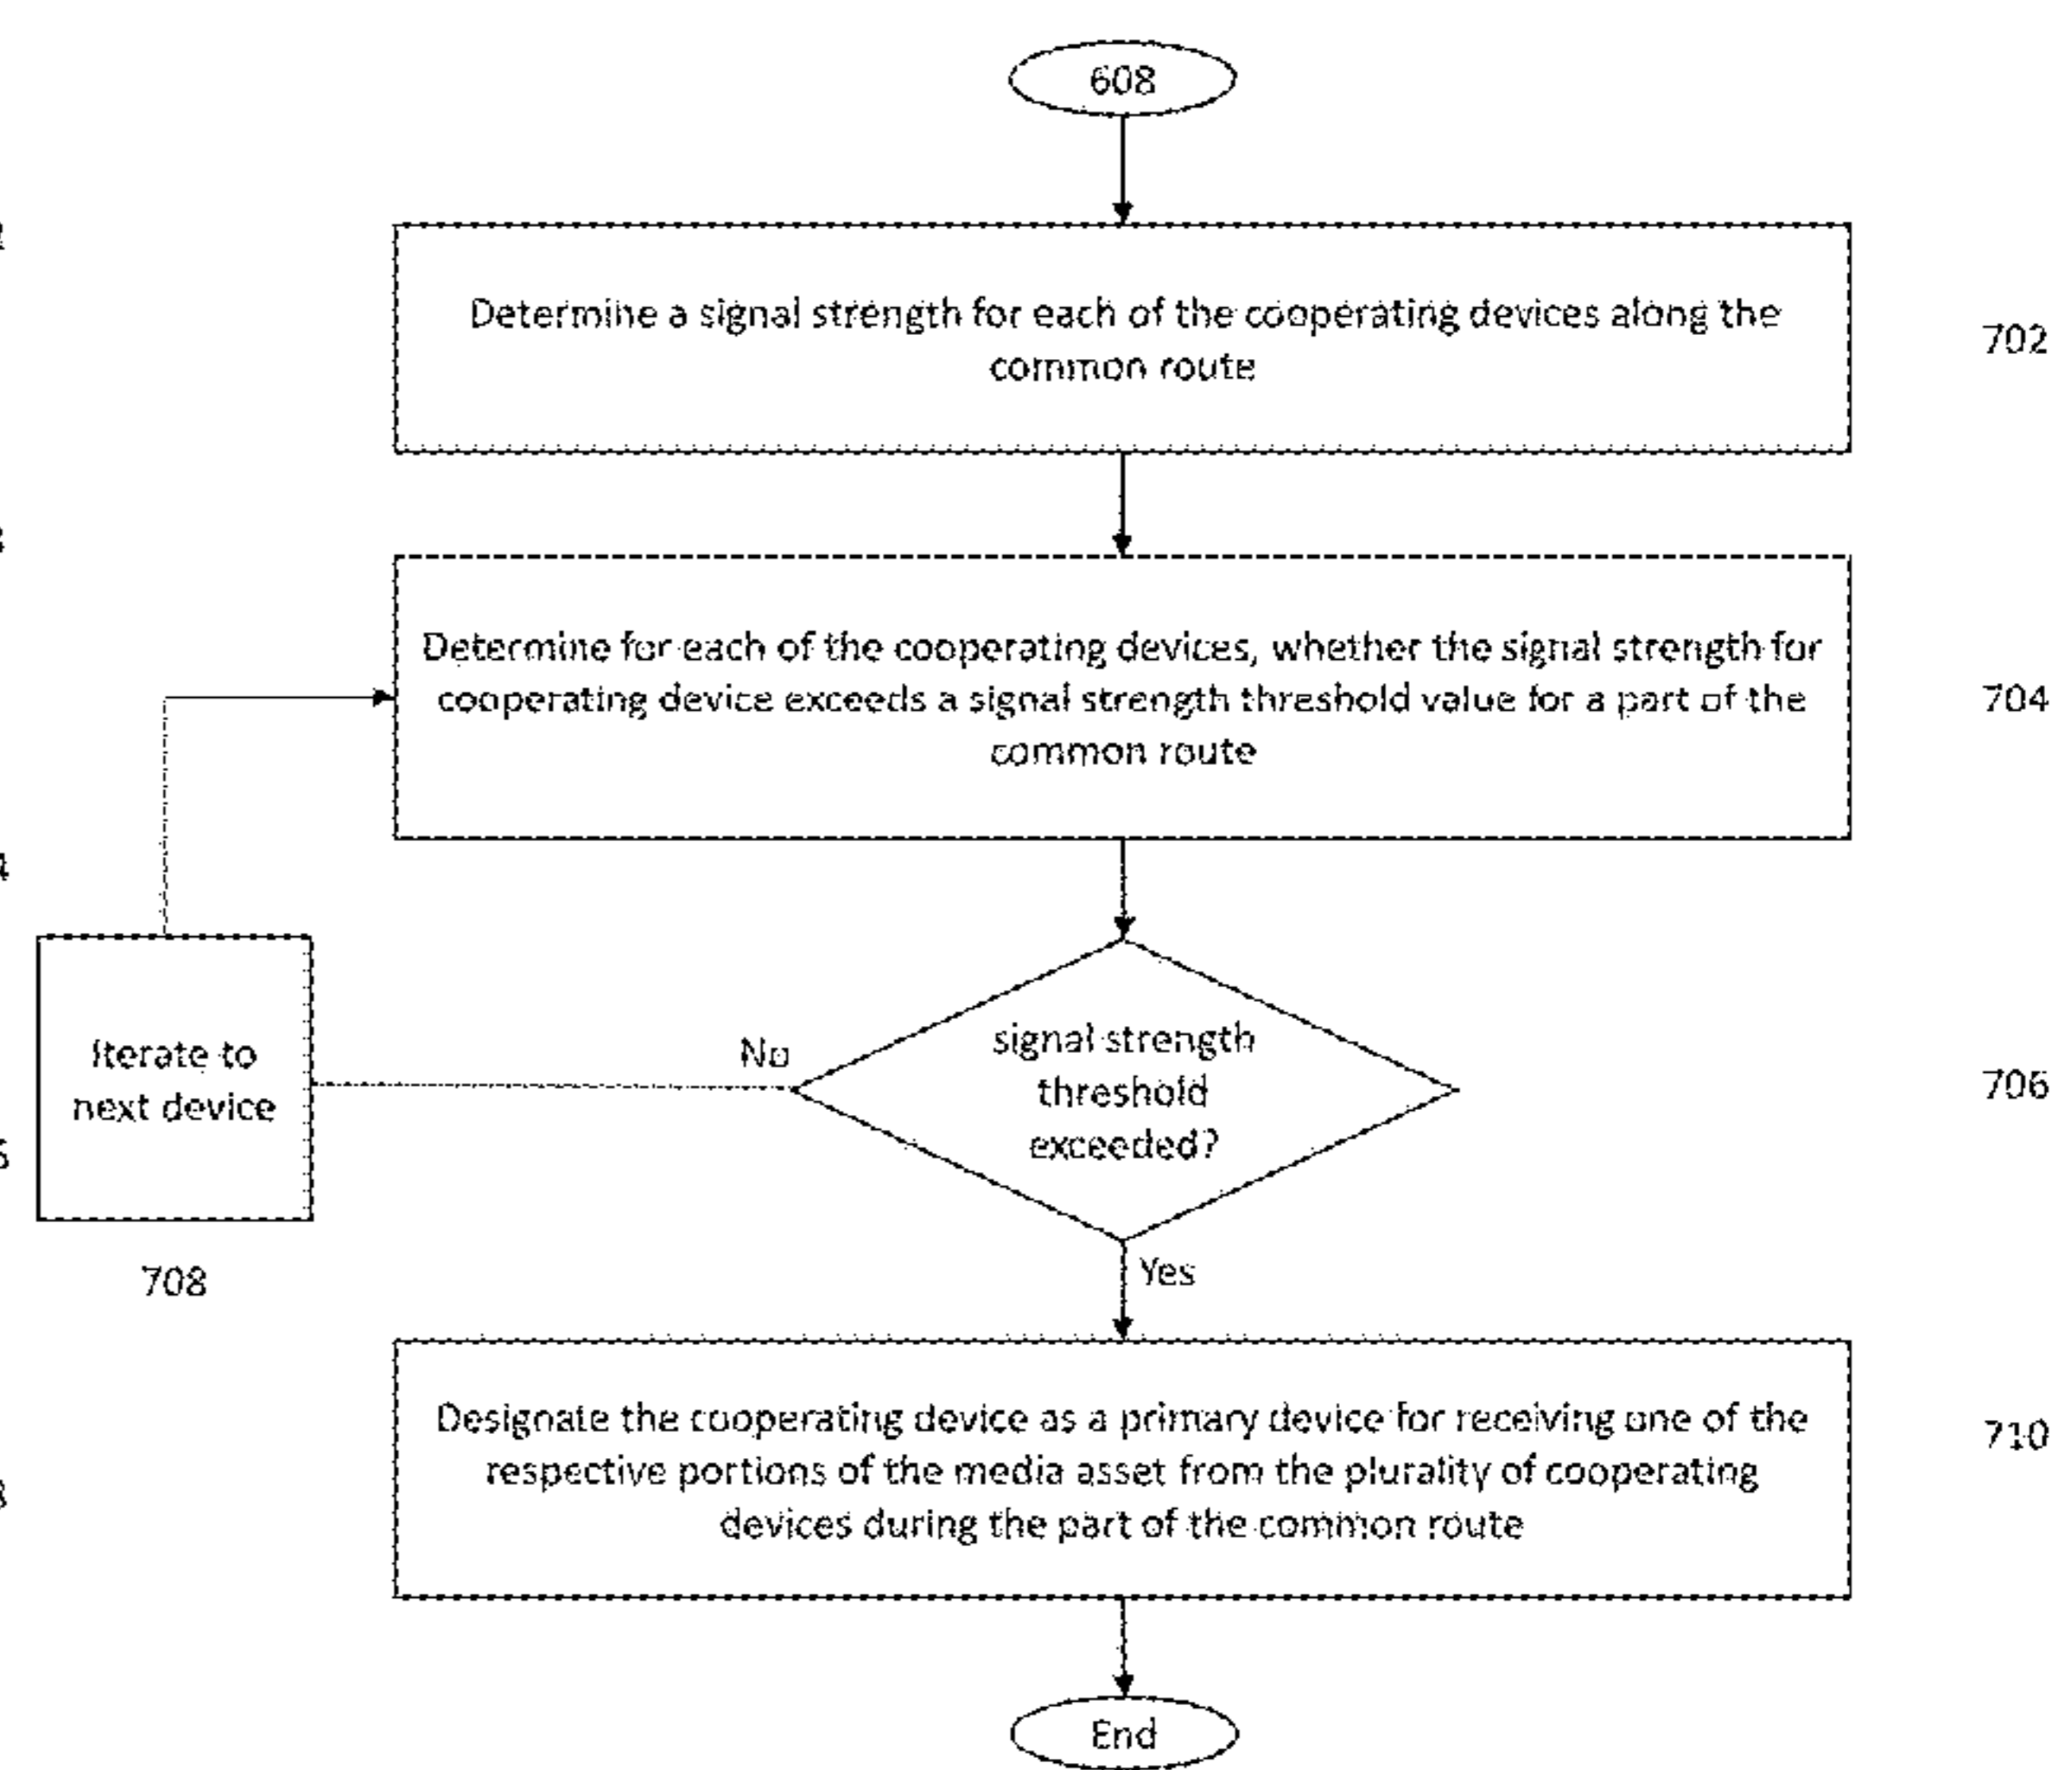 608
Determine a signal strength for each of the cooperating devices along the
common route
702
Determine for each of the cooperating devices, whether the signal strength for
cooperating device exceeds a signal strength threshold value for a part of the
common route
704
signal strength
threshold
exceeded?
706
No
Iterate to
next device
708
Yes
Designate the cooperating device as a primary device for receiving one of the
respective portions of the media asset from the plurality of cooperating
devices during the part of the common route
710
End